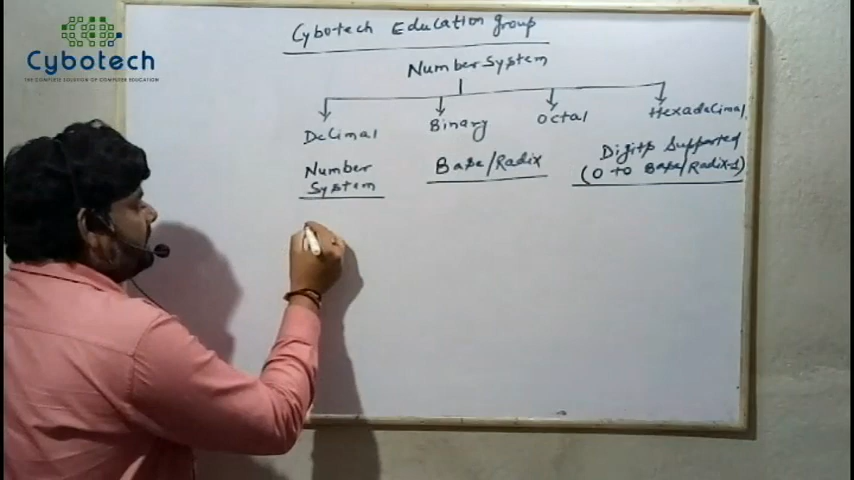 Cybotech
THE COMPLETE SOLUTION OF COMPUTER EDUCATION
Cybotech Education group
Number System
Decimal Binary Octal Hexadecimal
Number System
Base/Radix
Digits Supported
(0 to Base/Radix-1)